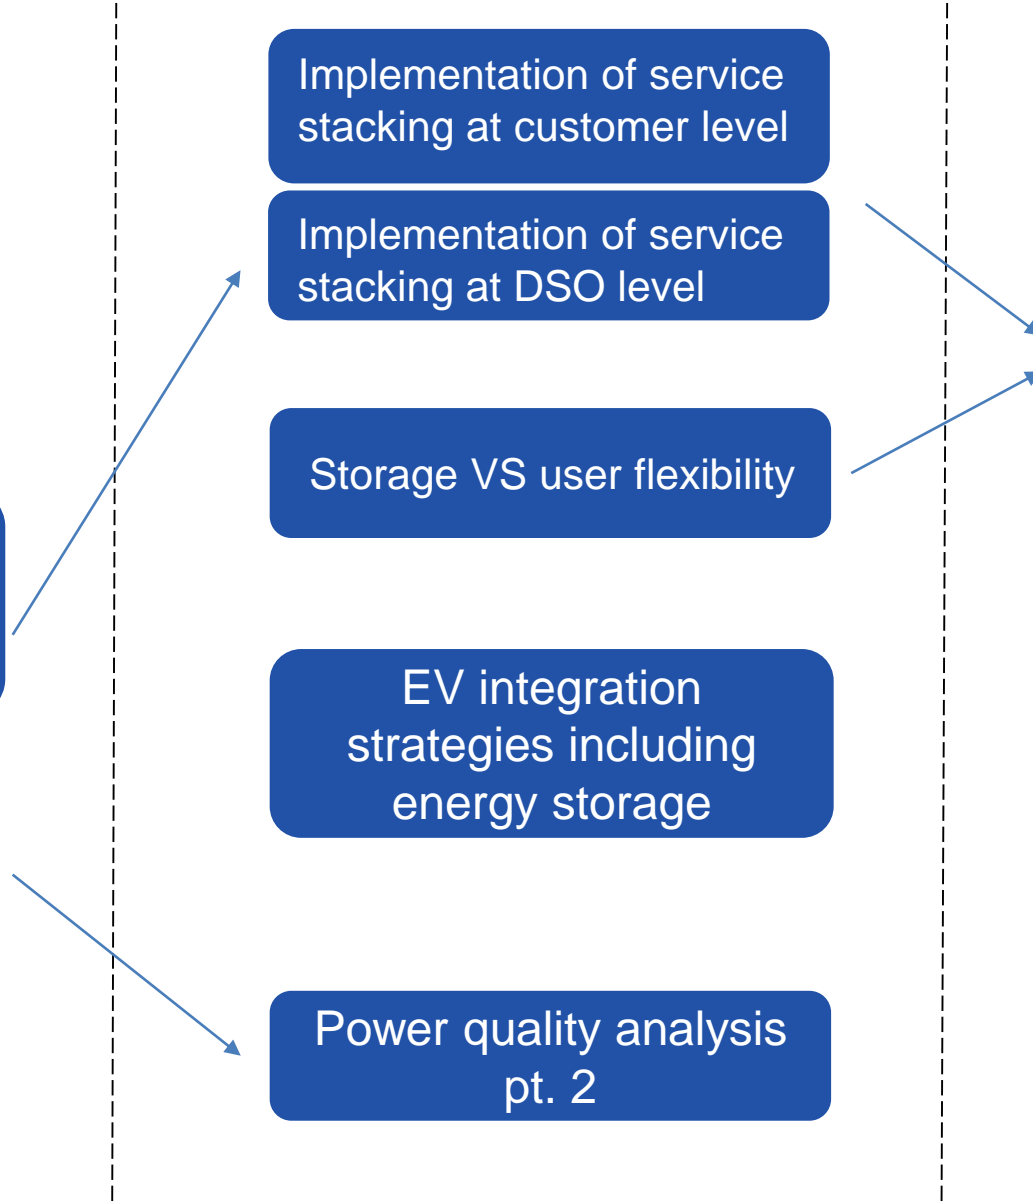 Implementation of service
stacking at customer level
Implementation of service
stacking at DSO level
Storage VS user flexibility
EV integration
strategies including
energy storage
Power quality analysis
pt. 2